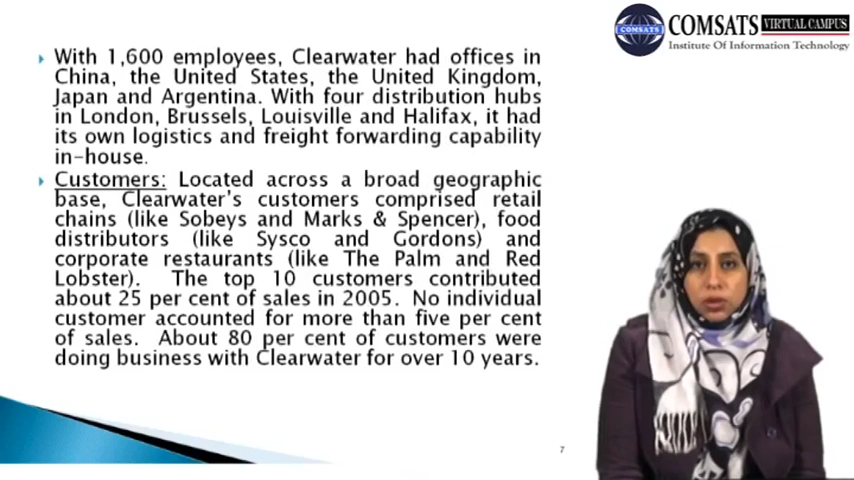 COMSATS VIRTUAL CAMPUS
Institute Of Information Technology
COMSATS
With 1,600 employees, Clearwater had offices in
China, the United States, the United Kingdom,
Japan and Argentina. With four distribution hubs
in London, Brussels, Louisville and Halifax, it had
its own logistics and freight forwarding capability
in-house.
Customers: Located across a broad geographic
base, Clearwater's customers comprised retail
chains (like Sobeys and Marks & Spencer), food
distributors (like Sysco and Gordons) and
corporate restaurants (like The Palm and Red
Lobster). The top 10 customers contributed
about 25 per cent of sales in 2005. No individual
customer accounted for more than five per cent
of sales. About 80 per cent of customers were
doing business with Clearwater for over 10 years.
7